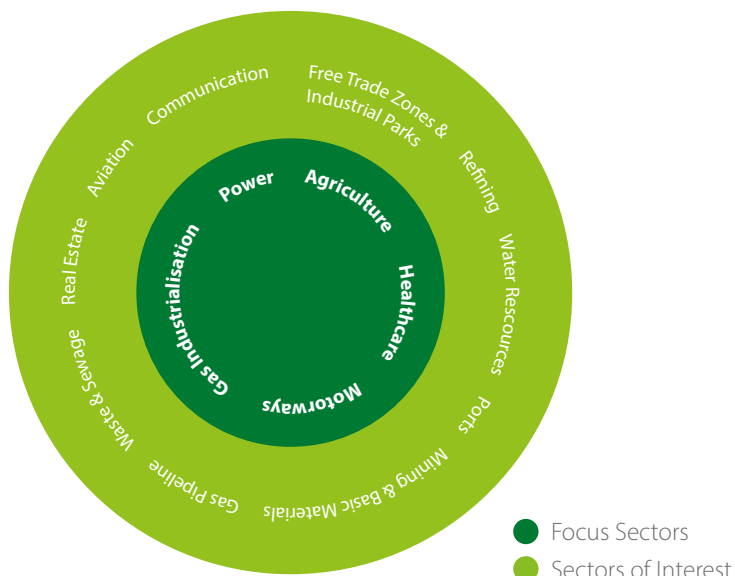 Communication
Free Trade Zones &
Industrial Parks
Refining
Water Rescources
Ports
Mining & Basic Materials
Gas Pipeline
Waste & Sewage
Real Estate
Aviation
Power
Agriculture
Healthcare
Motorways
Gas Industrialisation
Focus Sectors
Sectors of Interest